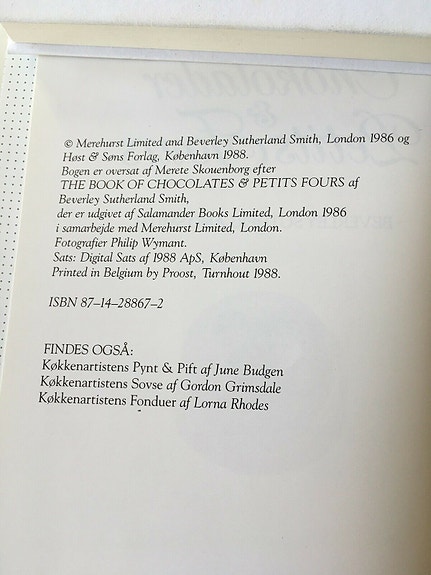 © Merehurst Limited and Beverley Sutherland Smith, London 1986 og
Høst & Søns Forlag, København 1988.
Bogen er oversat af Merete Skouenborg efter
THE BOOK OF CHOCOLATES & PETITS FOURS af
Beverley Sutherland Smith,
der er udgivet af Salamander Books Limited, London 1986
i samarbejde med Merehurst Limited, London.
Fotografier Philip Wymant.
Sats: Digital Sats af 1988 ApS, København
Printed in Belgium by Proost, Turnhout 1988.
ISBN 87–14–28867–2
FINDES OGSÅ:
Køkkenartistens Pynt & Pift af June Budgen
Køkkenartistens Sovse af Gordon Grimsdale
Køkkenartistens Fonduer af Lorna Rhodes